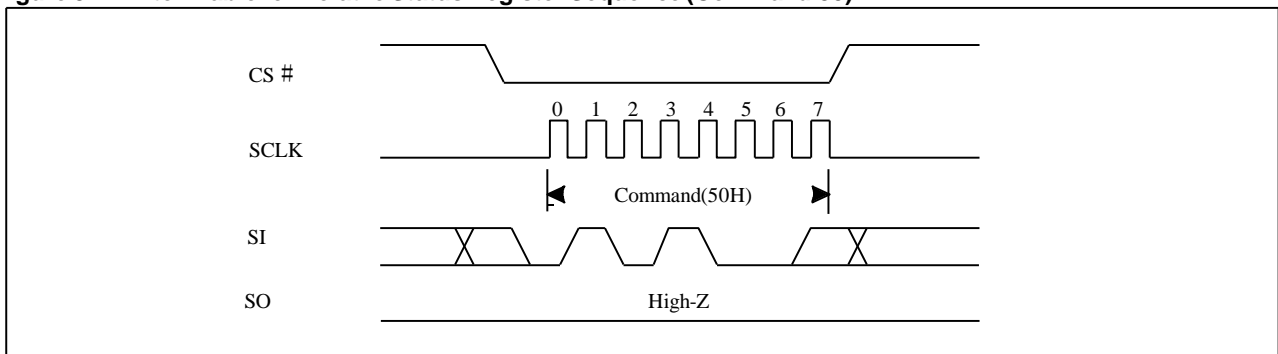 CS #
0 1 2 3 4 5 6 7
SCLK
Command(50H)
SI
SO High-Z